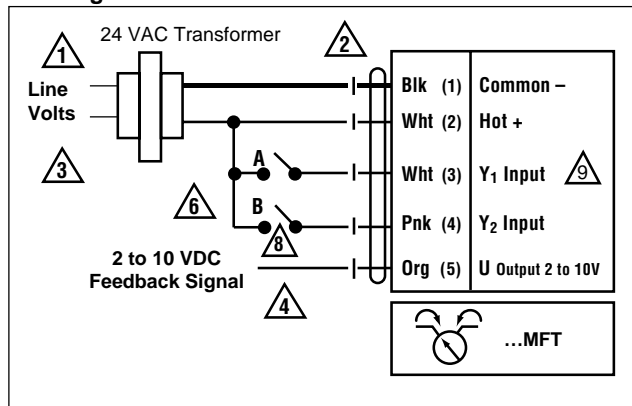 24 VAC Transformer
1
2
Line
Volts
3
Blk (1) Common –
Wht (2) Hot +
A
Wht (3) Y1 Input 9
6
B
Pnk (4) Y2 Input
8
2 to 10 VDC
Feedback Signal
Org (5) U Output 2 to 10V
4
...MFT